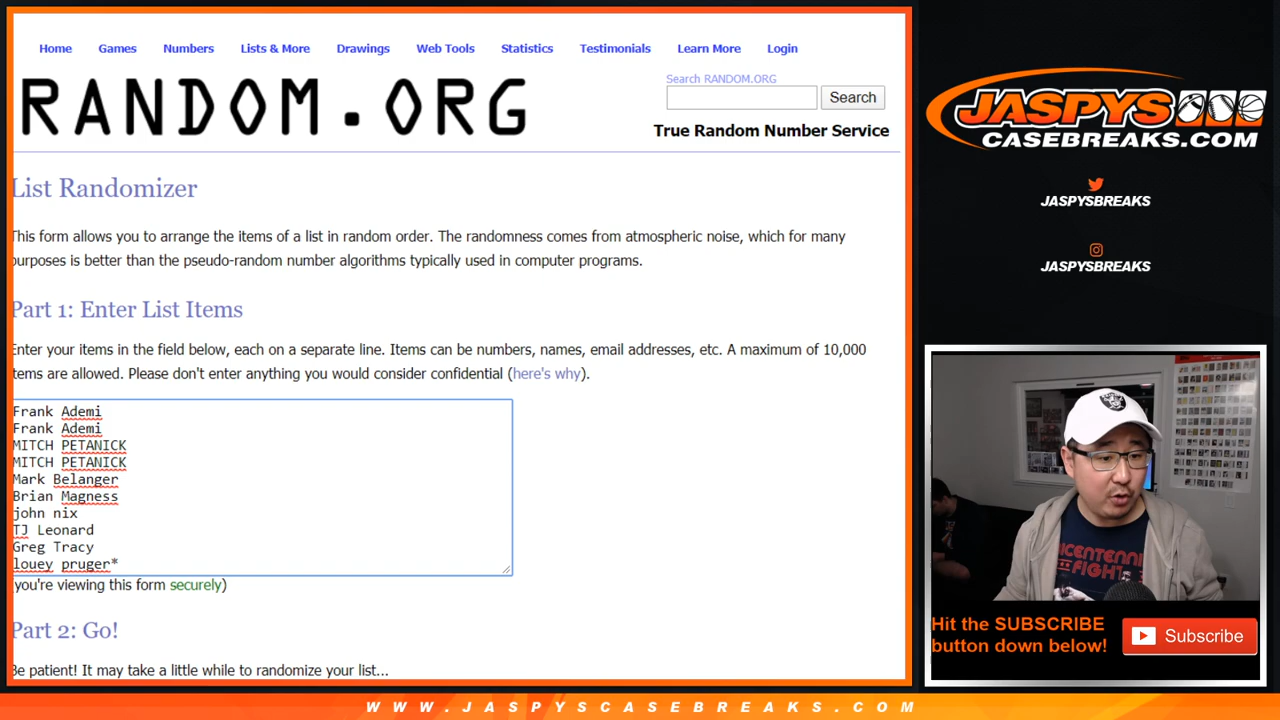 Home Games Numbers Lists & More Drawings Web Tools Statistics Testimonials Learn More Login
RANDOM.ORG
Search RANDOM.ORG
Search
True Random Number Service
List Randomizer
This form allows you to arrange the items of a list in random order. The randomness comes from atmospheric noise, which for many
purposes is better than the pseudo-random number algorithms typically used in computer programs.
Part 1: Enter List Items
Enter your items in the field below, each on a separate line. Items can be numbers, names, email addresses, etc. A maximum of 10,000
items are allowed. Please don't enter anything you would consider confidential (here's why).
Frank Ademi
Frank Ademi
MITCH PETANICK
MITCH PETANICK
Mark Belanger
Brian Magness
john nix
TJ Leonard
Greg Tracy
louey pruger*
(you're viewing this form securely)
Part 2: Go!
Be patient! It may take a little while to randomize your list...
JASPYS
CASEBREAKS.COM
JASPYSBREAKS
JASPYSBREAKS
Hit the SUBSCRIBE
button down below!
Subscribe
WWW.JASPYSCASEBREAKS.COM